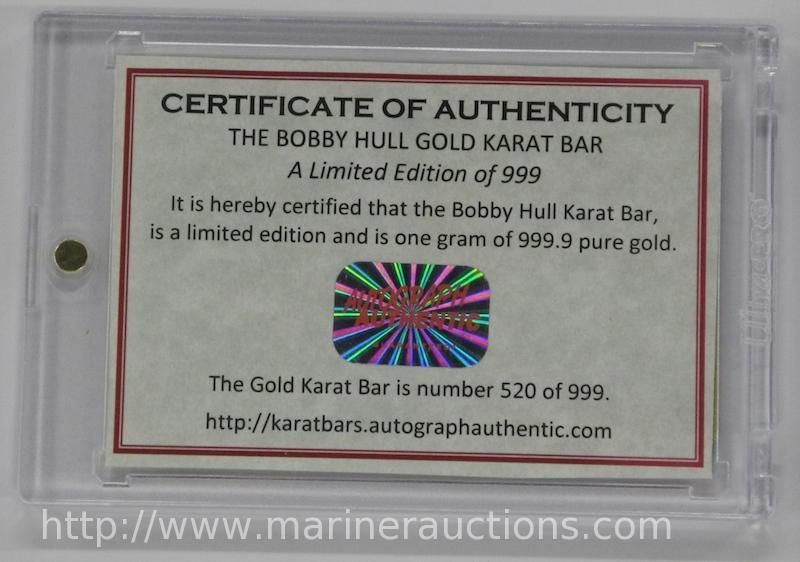 CERTIFICATE OF AUTHENTICITY
THE BOBBY HULL GOLD KARAT BAR
A Limited Edition of 999
It is hereby certified that the Bobby Hull Karat Bar,
is a limited edition and is one gram of 999.9 pure gold.
AUTOGRAPH
AUTHENTIC
The Gold Karat Bar is number 520 of 999.
http://karatbars.autographauthentic.com
http://www.marinerauctions.com